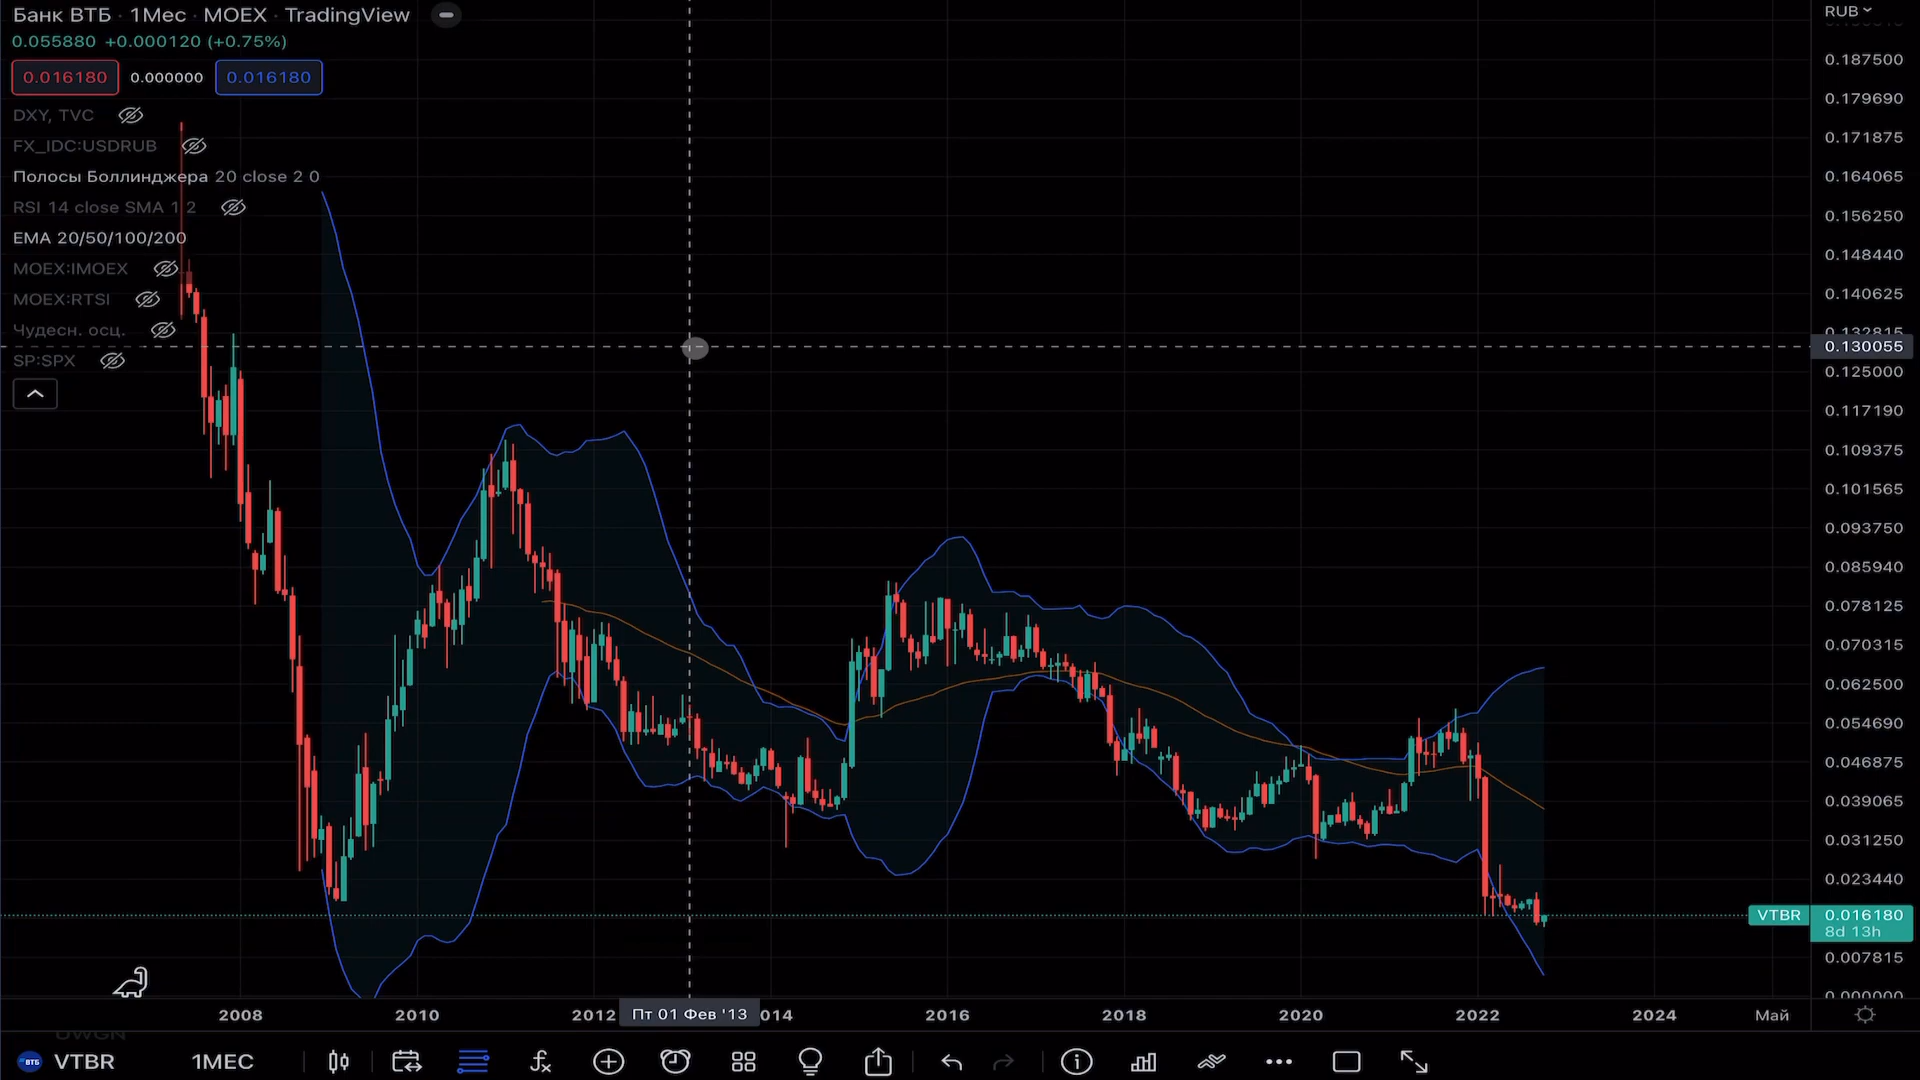 Банк ВТБ · 1Мес · MOEX · TradingView
0.055880 +0.000120 (+0.75%)
0.016180 0.000000 0.016180
DXY, TVC
FX_IDC:USDRUB
Полосы Боллинджера 20 close 2 0
RSI 14 close SMA 1 2
EMA 20/50/100/200
MOEX:IMOEX
MOEX:RTSI
Чудесн. осц.
SP:SPX
RUB
0.187500
0.179690
0.171875
0.164065
0.156250
0.148440
0.140625
0.132815
0.130055
0.125000
0.117190
0.109375
0.101565
0.093750
0.085940
0.078125
0.070315
0.062500
0.054690
0.046875
0.039065
0.031250
0.023440
VTBR 0.016180
8d 13h
0.007815
0.000000
2008 2010 2012 Пт 01 Фев '13 014 2016 2018 2020 2022 2024 Май
ВТБ VTBR 1МЕС